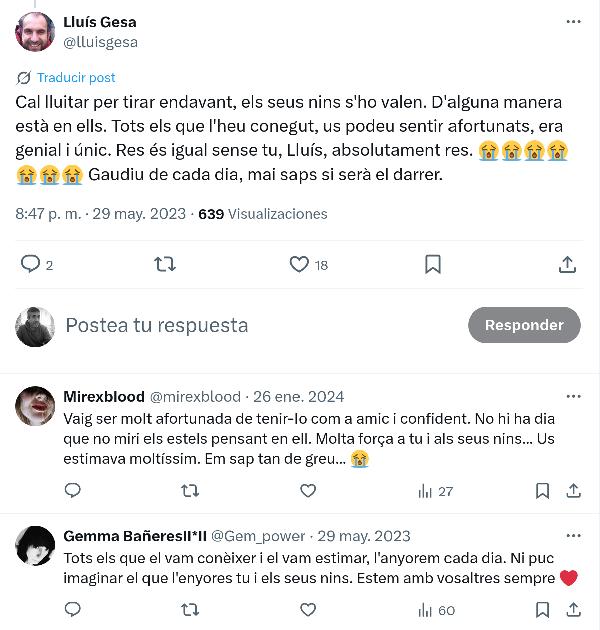 Lluís Gesa
@lluisgesa
Traducir post
Cal lluitar per tirar endavant, els seus nins s'ho valen. D'alguna manera
està en ells. Tots els que l'heu conegut, us podeu sentir afortunats, era
genial i únic. Res és igual sense tu, Lluís, absolutament res. 😭😭😭😭
😭😭😭 Gaudiu de cada dia, mai saps si serà el darrer.
8:47 p. m. · 29 may. 2023 · 639 Visualizaciones
2 18
Postea tu respuesta
Responder
Mirexblood @mirexblood · 26 ene. 2024
Vaig ser molt afortunada de tenir-lo com a amic i confident. No hi ha dia
que no miri els estels pensant en ell. Molta força a tu i als seus nins... Us
estimava moltíssim. Em sap tan de greu... 😭
27
Gemma BañeresII*II @Gem_power · 29 may. 2023
Tots els que el vam conèixer i el vam estimar, l'anyorem cada dia. Ni puc
imaginar el que l'enyores tu i els seus nins. Estem amb vosaltres sempre ❤️
60